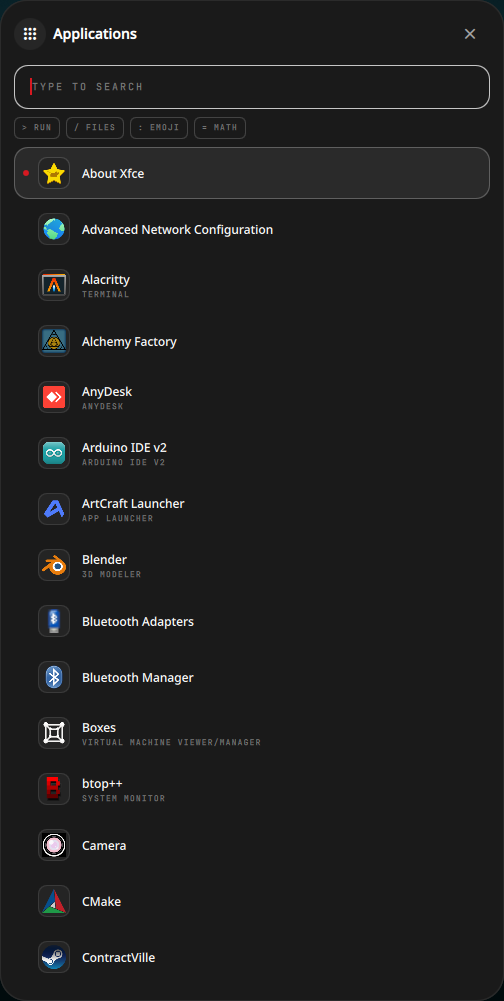 Applications
TYPE TO SEARCH
> RUN
/ FILES
: EMOJI
= MATH
About Xfce
Advanced Network Configuration
Alacritty
TERMINAL
Alchemy Factory
AnyDesk
ANYDESK
Arduino IDE v2
ARDUINO IDE V2
ArtCraft Launcher
APP LAUNCHER
Blender
3D MODELER
Bluetooth Adapters
Bluetooth Manager
Boxes
VIRTUAL MACHINE VIEWER/MANAGER
btop++
SYSTEM MONITOR
Camera
CMake
ContractVille